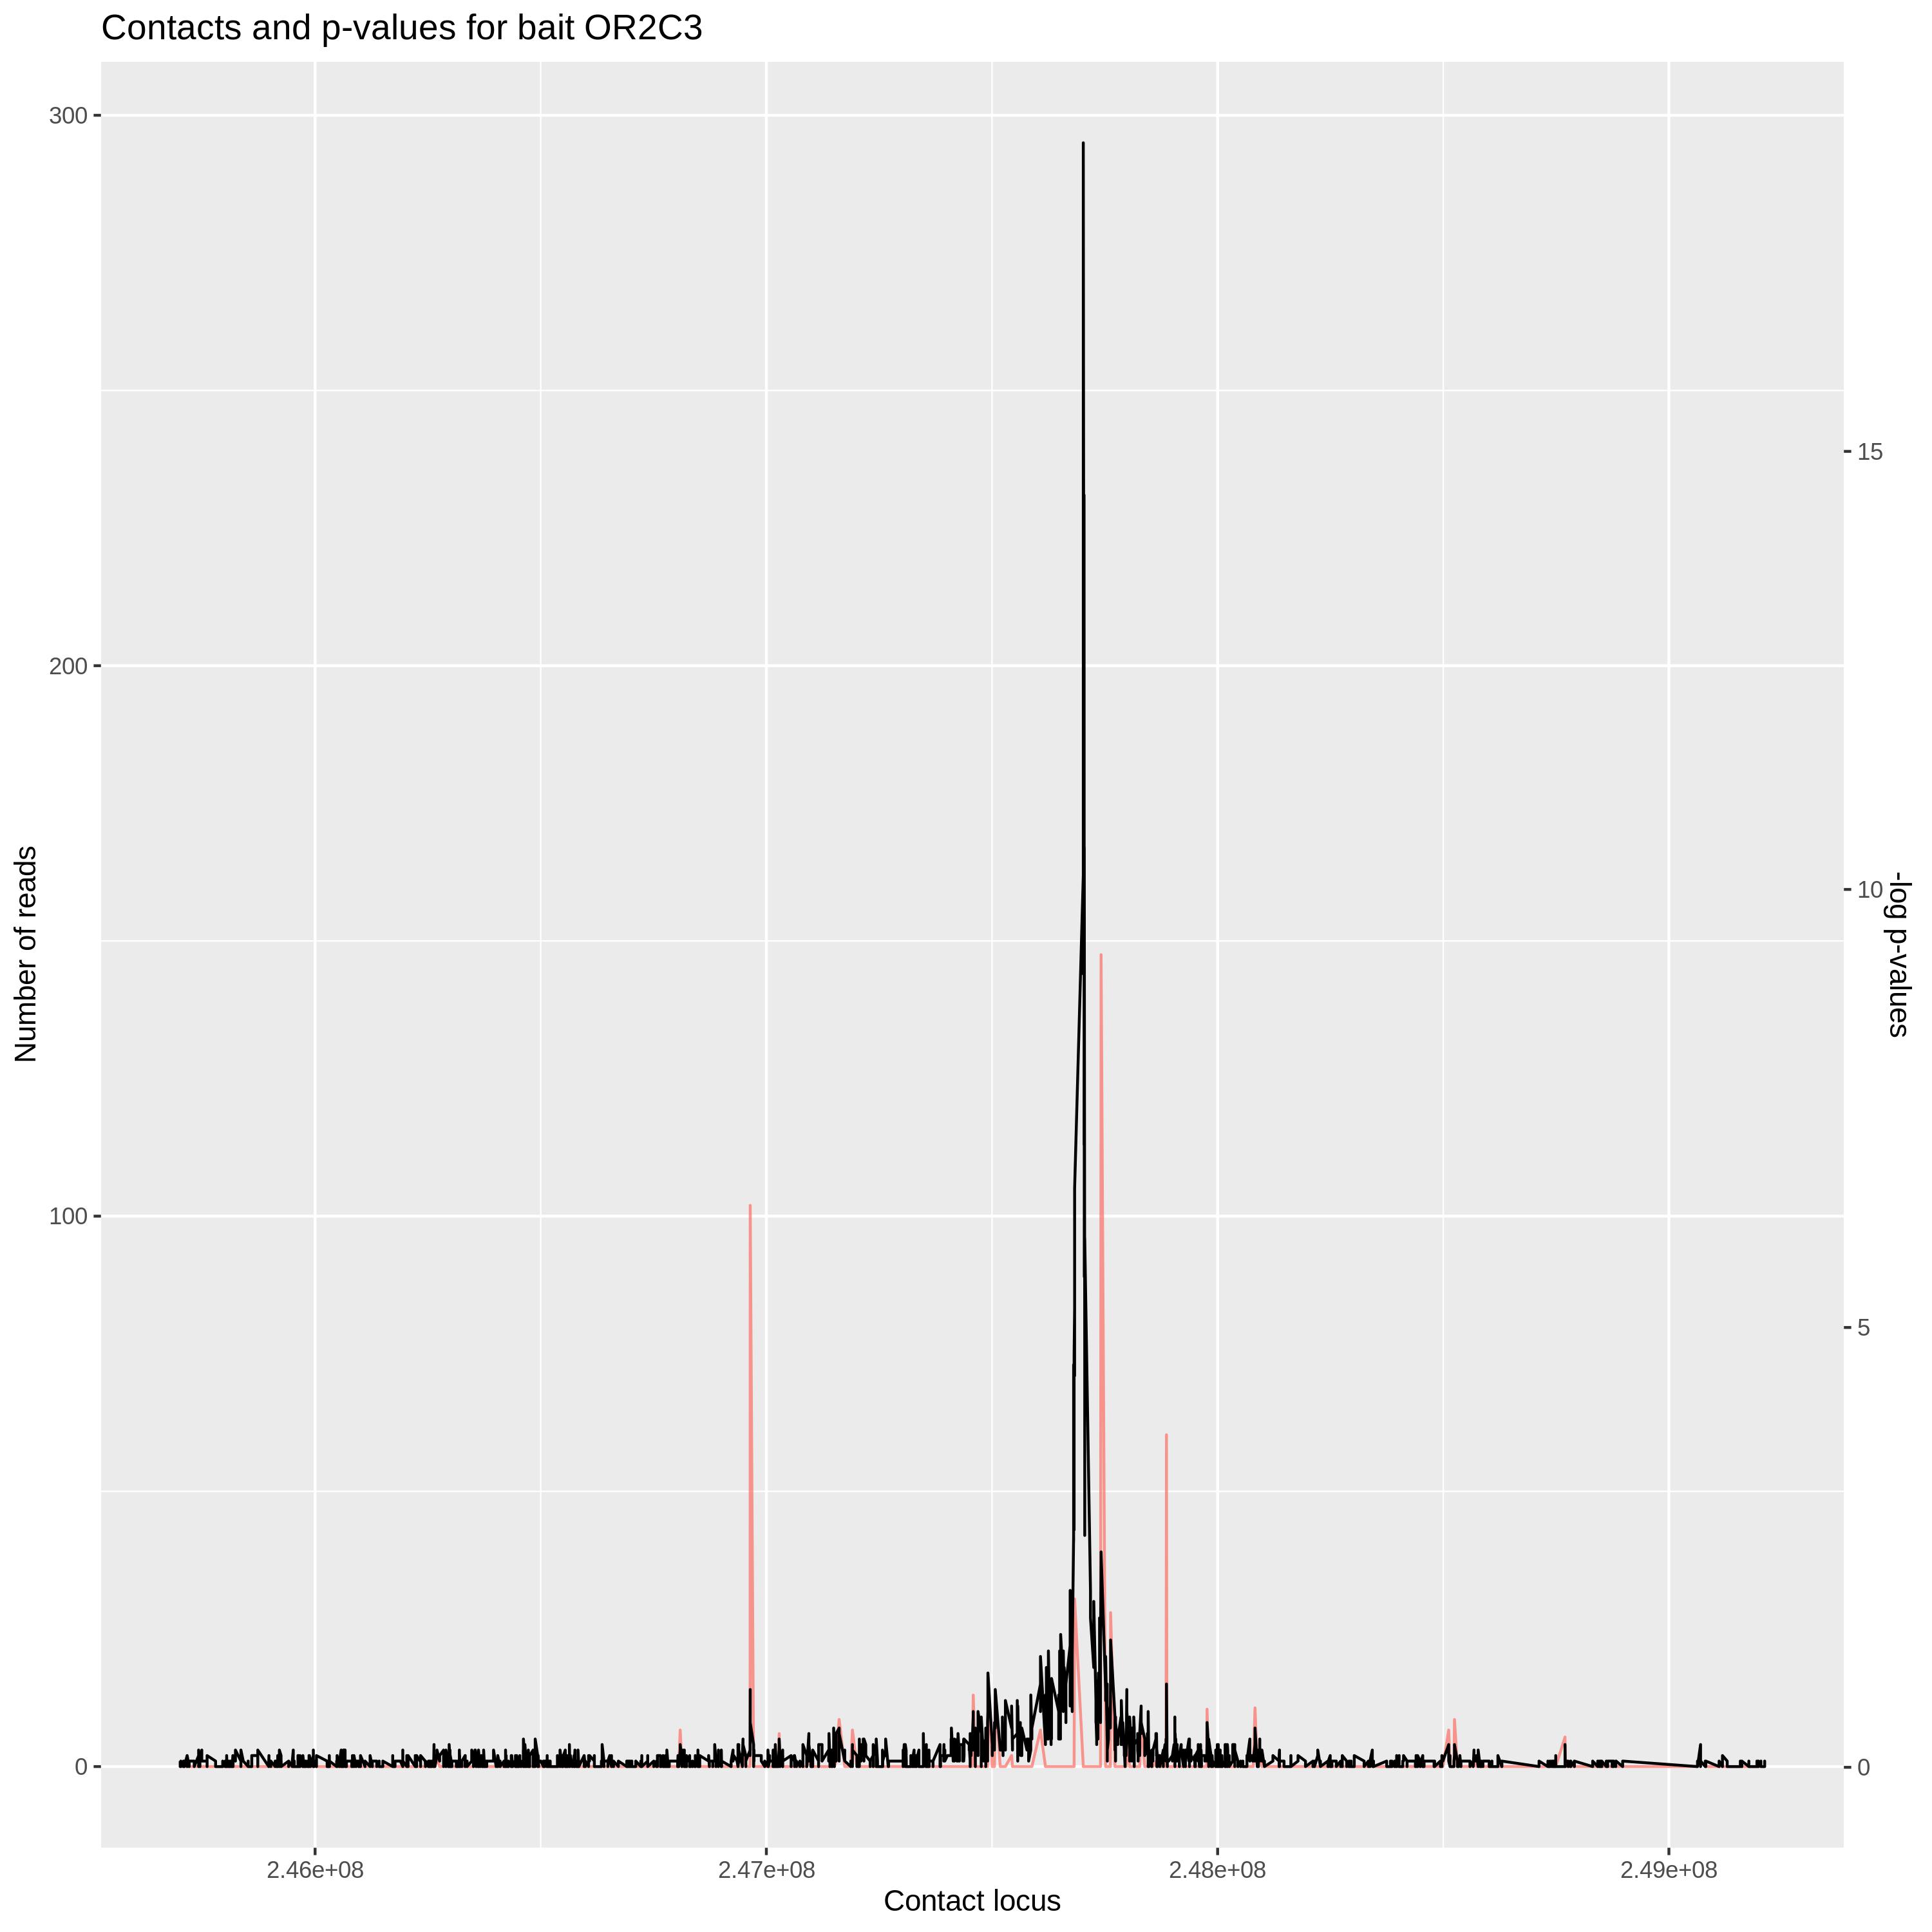 Contacts and p-values for bait OR2C3
300
200
100
0
Number of reads
15
10
5
0
-log p-values
2.46e+08
2.47e+08
2.48e+08
2.49e+08
Contact locus